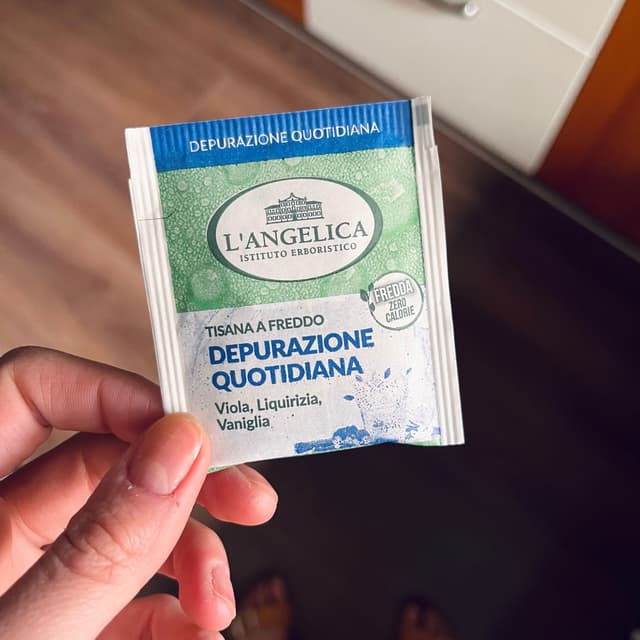 DEPURAZIONE QUOTIDIANA
L'ANGELICA
ISTITUTO ERBORISTICO
FREDDA
ZERO
CALORIE
TISANA A FREDDO
DEPURAZIONE
QUOTIDIANA
Viola, Liquirizia,
Vaniglia